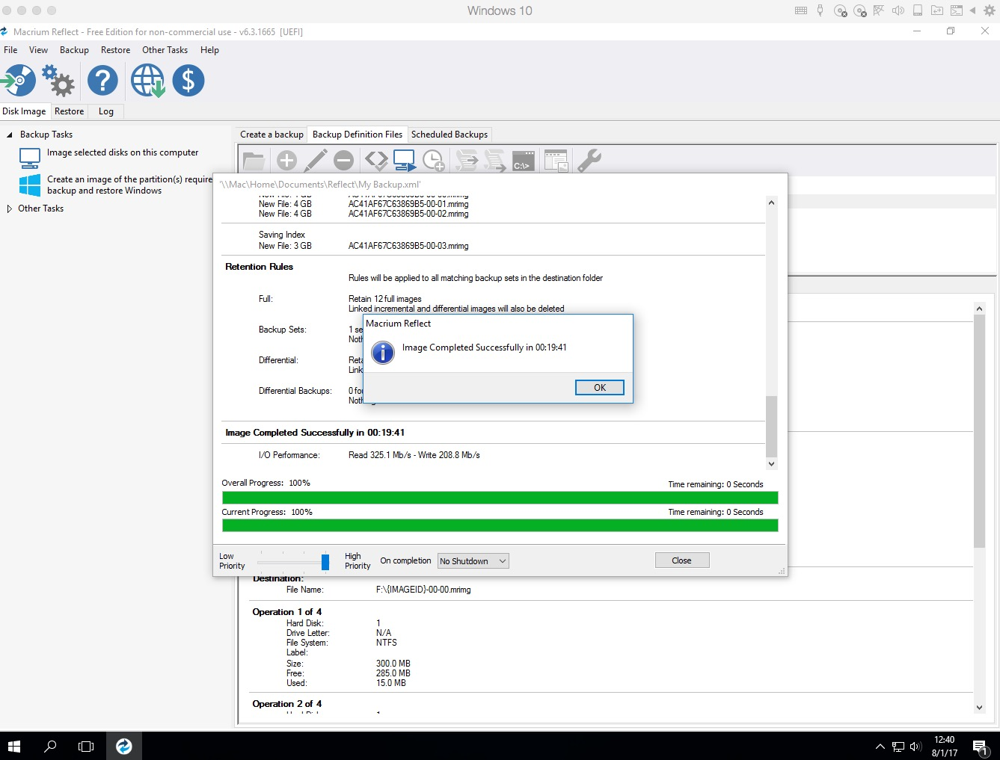 Windows 10
Macrium Reflect - Free Edition for non-commercial use - v6.3.1665 [UEFI]
File View Backup Restore Other Tasks Help
Disk Image Restore Log
Backup Tasks
Image selected disks on this computer
Create an image of the partition(s) require
backup and restore Windows
Other Tasks
Create a backup Backup Definition Files Scheduled Backups
C:\>
'\\Mac\Home\Documents\Reflect\My Backup.xml'
New File: 4 GB AC41AF67C63869B5-00-01.mrimg
New File: 4 GB AC41AF67C63869B5-00-02.mrimg
Saving Index
New File: 3 GB AC41AF67C63869B5-00-03.mrimg
Retention Rules
Rules will be applied to all matching backup sets in the destination folder
Full: Retain 12 full images
Linked incremental and differential images will also be deleted
Backup Sets: 1 se
Noth
Differential: Reta
Link
Differential Backups: 0 fou
Macrium Reflect
Image Completed Successfully in 00:19:41
OK
Image Completed Successfully in 00:19:41
I/O Performance: Read 325.1 Mb/s - Write 208.8 Mb/s
Overall Progress: 100% Time remaining: 0 Seconds
Current Progress: 100% Time remaining: 0 Seconds
Low
Priority
High
Priority
On completion No Shutdown Close
Destination:
File Name: F:\{IMAGEID}-00-00.mrimg
Operation 1 of 4
Hard Disk: 1
Drive Letter: N/A
File System: NTFS
Label:
Size: 300.0 MB
Free: 285.0 MB
Used: 15.0 MB
Operation 2 of 4
12:40
8/1/17
1